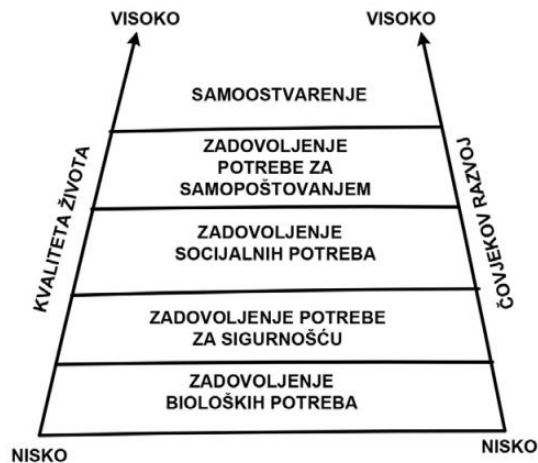 VISOKO
VISOKO
SAMOOSTVARENJE
ZADOVOLJENJE
POTREBE ZA
SAMOPOŠTOVANJEM
KVALITETA ŽIVOTA
ČOVJEKOV RAZVOJ
ZADOVOLJENJE
SOCIJALNIH POTREBA
ZADOVOLJENJE POTREBE
ZA SIGURNOŠĆU
ZADOVOLJENJE
BIOLOŠKIH POTREBA
NISKO
NISKO